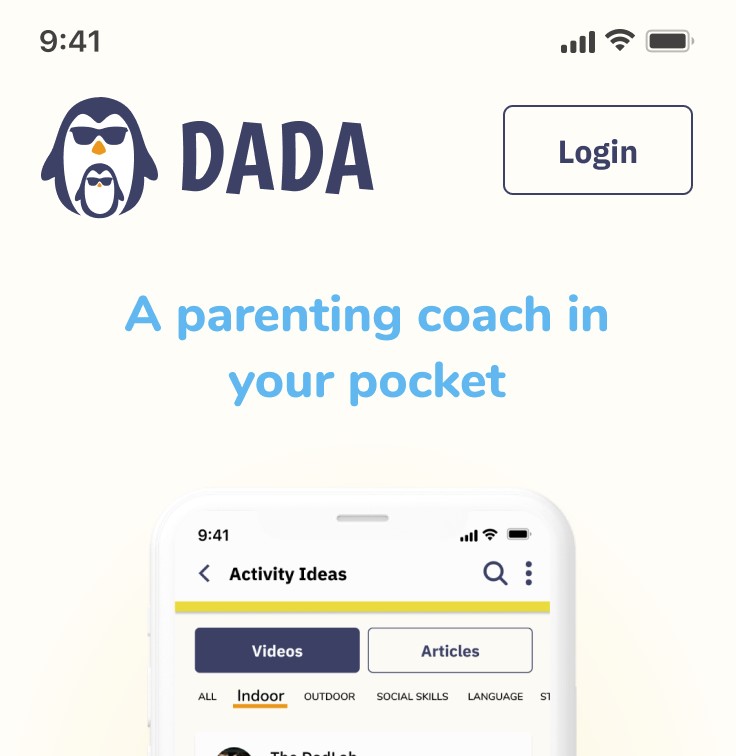 9:41
DADA
Login
A parenting coach in
your pocket
9:41
Activity Ideas
Videos
Articles
ALL Indoor OUTDOOR SOCIAL SKILLS LANGUAGE ST
The DadLab